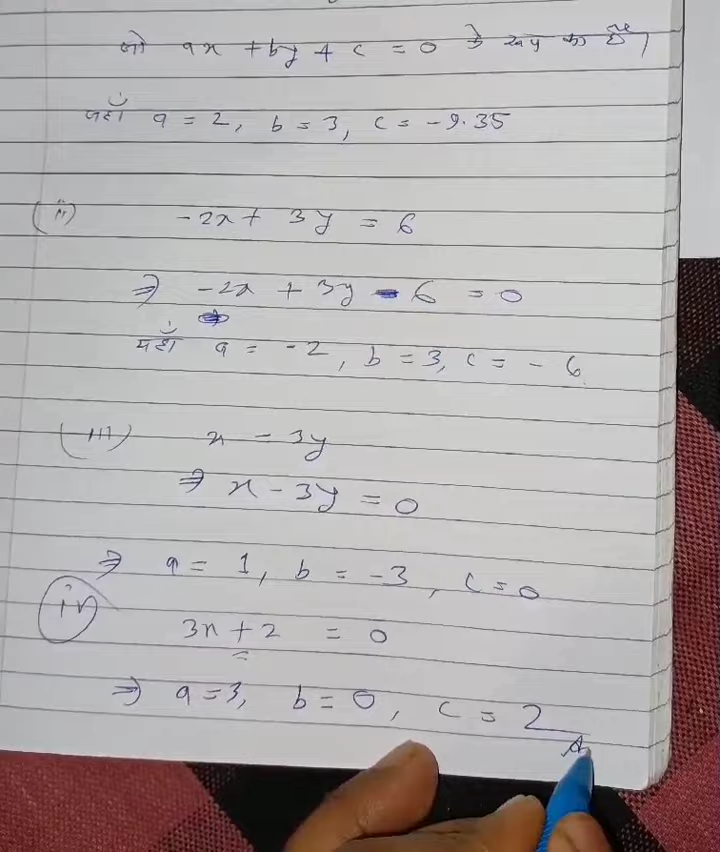 जो ax + by + c = 0 के रूप का है।
यहाँ a = 2, b = 3, c = -9.35
(ii) -2x + 3y = 6
⇒ -2x + 3y - 6 = 0
यहाँ a = -2, b = 3, c = - 6
(iii) x = 3y
⇒ x - 3y = 0
⇒ a = 1, b = -3, c = 0
iv 3x + 2 = 0
⇒ a = 3, b = 0, c = 2